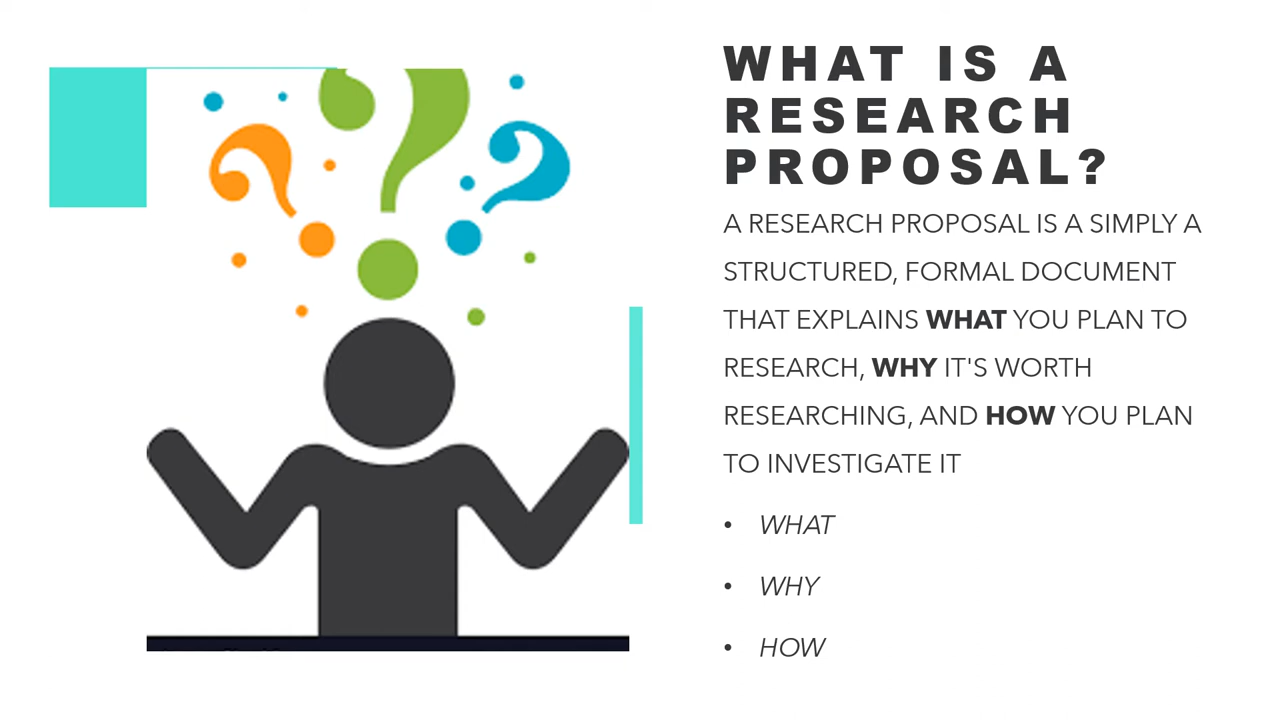 WHAT IS A
RESEARCH
PROPOSAL?
A RESEARCH PROPOSAL IS A SIMPLY A
STRUCTURED, FORMAL DOCUMENT
THAT EXPLAINS WHAT YOU PLAN TO
RESEARCH, WHY IT'S WORTH
RESEARCHING, AND HOW YOU PLAN
TO INVESTIGATE IT
• WHAT
• WHY
• HOW